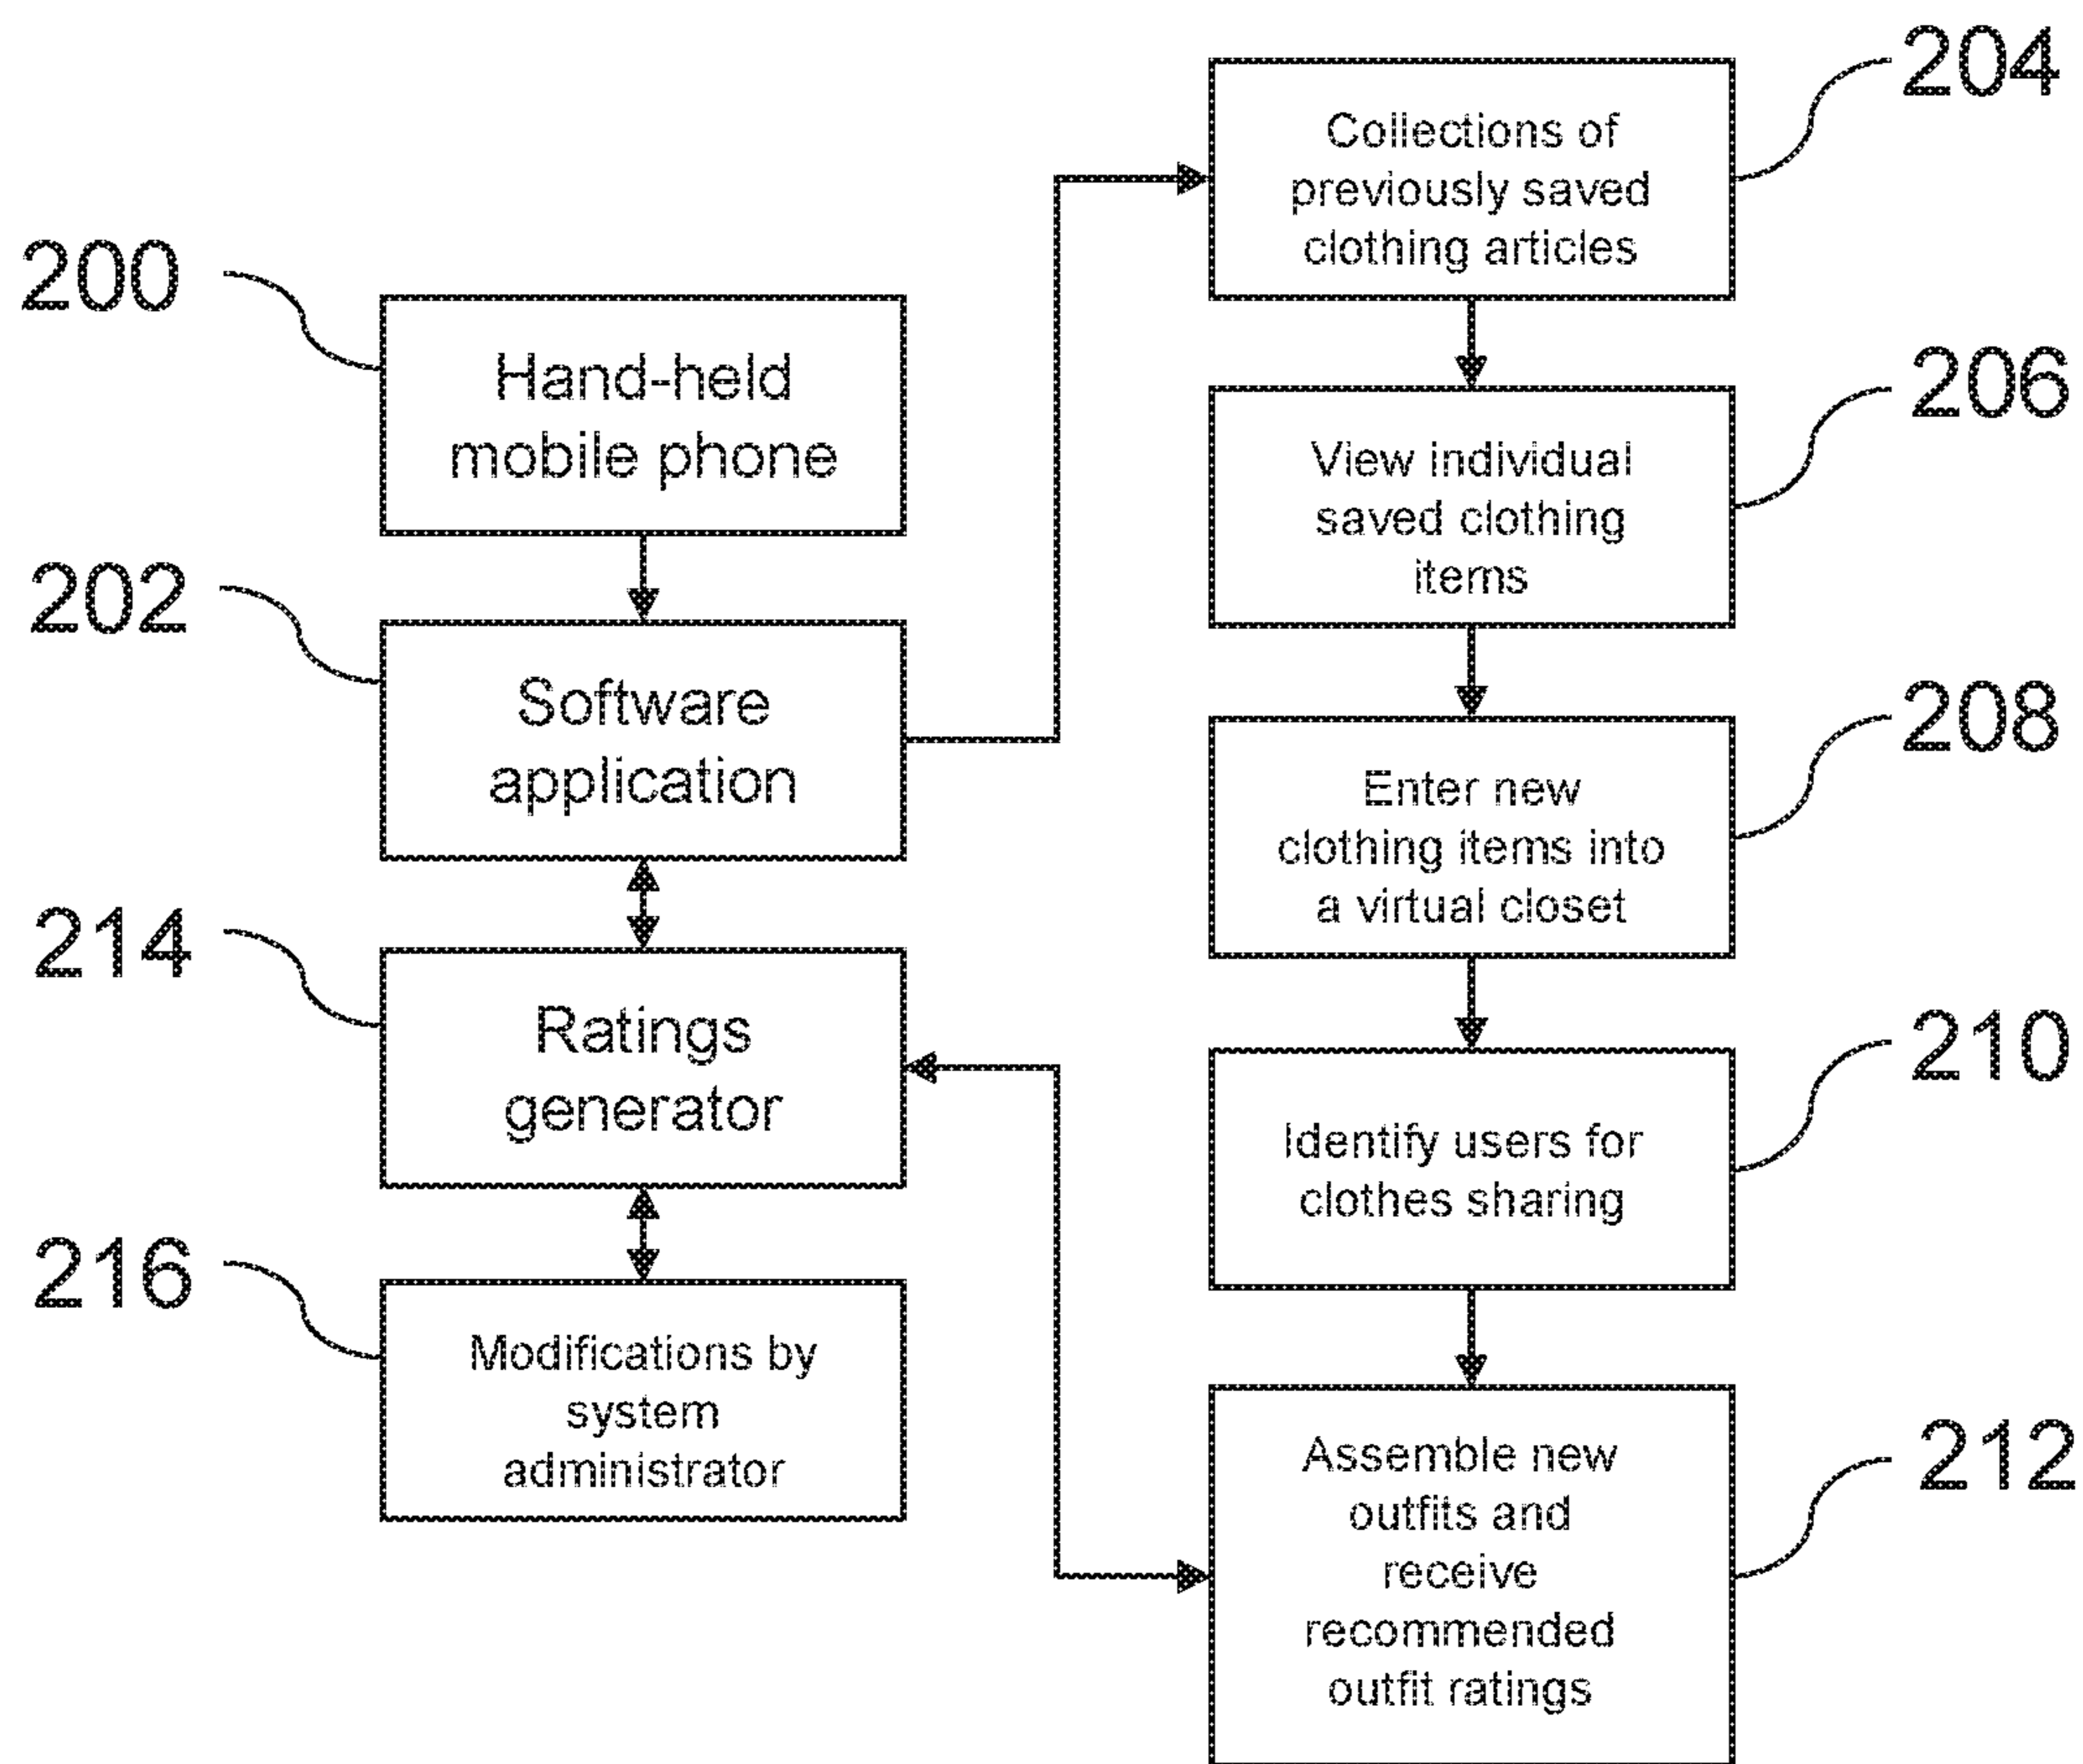 200
Hand-held
mobile phone
202
Software
application
214
Ratings
generator
216
Modifications by
system
administrator
204
Collections of
previously saved
clothing articles
206
View individual
saved clothing
items
208
Enter new
clothing items into
a virtual closet
210
Identify users for
clothes sharing
212
Assemble new
outfits and
receive
recommended
outfit ratings